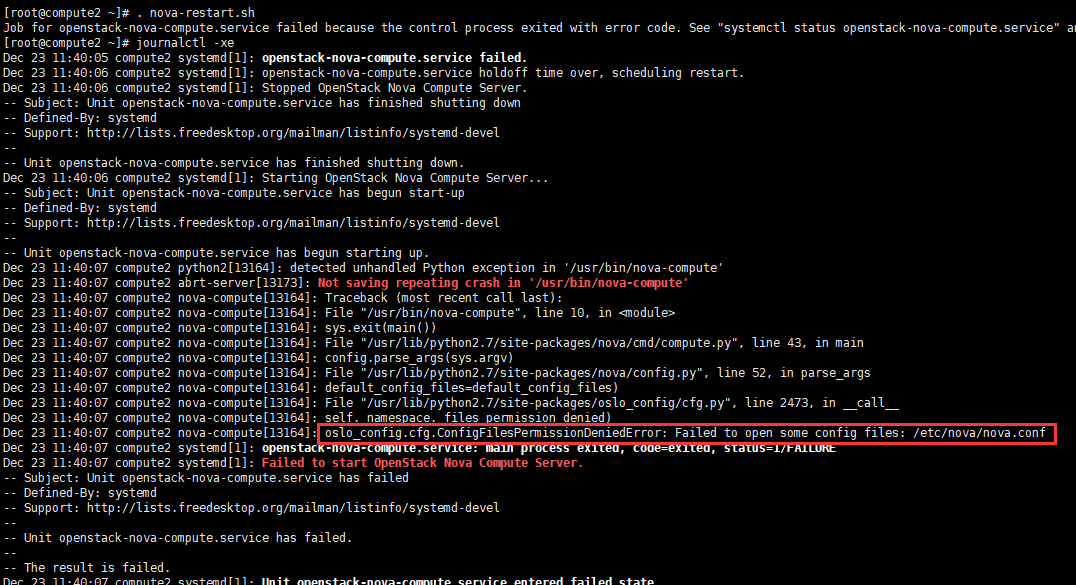 [root@compute2 ~]# . nova-restart.sh
Job for openstack-nova-compute.service failed because the control process exited with error code. See "systemctl status openstack-nova-compute.service" a
[root@compute2 ~]# journalctl -xe
Dec 23 11:40:05 compute2 systemd[1]: openstack-nova-compute.service failed.
Dec 23 11:40:06 compute2 systemd[1]: openstack-nova-compute.service holdoff time over, scheduling restart.
Dec 23 11:40:06 compute2 systemd[1]: Stopped OpenStack Nova Compute Server.
-- Subject: Unit openstack-nova-compute.service has finished shutting down
-- Defined-By: systemd
-- Support: http://lists.freedesktop.org/mailman/listinfo/systemd-devel
--
-- Unit openstack-nova-compute.service has finished shutting down.
Dec 23 11:40:06 compute2 systemd[1]: Starting OpenStack Nova Compute Server...
-- Subject: Unit openstack-nova-compute.service has begun start-up
-- Defined-By: systemd
-- Support: http://lists.freedesktop.org/mailman/listinfo/systemd-devel
--
-- Unit openstack-nova-compute.service has begun starting up.
Dec 23 11:40:07 compute2 python2[13164]: detected unhandled Python exception in '/usr/bin/nova-compute'
Dec 23 11:40:07 compute2 abrt-server[13173]: Not saving repeating crash in '/usr/bin/nova-compute'
Dec 23 11:40:07 compute2 nova-compute[13164]: Traceback (most recent call last):
Dec 23 11:40:07 compute2 nova-compute[13164]: File "/usr/bin/nova-compute", line 10, in <module>
Dec 23 11:40:07 compute2 nova-compute[13164]: sys.exit(main())
Dec 23 11:40:07 compute2 nova-compute[13164]: File "/usr/lib/python2.7/site-packages/nova/cmd/compute.py", line 43, in main
Dec 23 11:40:07 compute2 nova-compute[13164]: config.parse_args(sys.argv)
Dec 23 11:40:07 compute2 nova-compute[13164]: File "/usr/lib/python2.7/site-packages/nova/config.py", line 52, in parse_args
Dec 23 11:40:07 compute2 nova-compute[13164]: default_config_files=default_config_files)
Dec 23 11:40:07 compute2 nova-compute[13164]: File "/usr/lib/python2.7/site-packages/oslo_config/cfg.py", line 2473, in __call__
Dec 23 11:40:07 compute2 nova-compute[13164]: self._namespace._files_permission_denied)
Dec 23 11:40:07 compute2 nova-compute[13164]: oslo_config.cfg.ConfigFilesPermissionDeniedError: Failed to open some config files: /etc/nova/nova.conf
Dec 23 11:40:07 compute2 systemd[1]: openstack-nova-compute.service: main process exited, code=exited, status=1/FAILURE
Dec 23 11:40:07 compute2 systemd[1]: Failed to start OpenStack Nova Compute Server.
-- Subject: Unit openstack-nova-compute.service has failed
-- Defined-By: systemd
-- Support: http://lists.freedesktop.org/mailman/listinfo/systemd-devel
--
-- Unit openstack-nova-compute.service has failed.
--
-- The result is failed.
Dec 23 11:40:07 compute2 systemd[1]: Unit openstack-nova-compute.service entered failed state